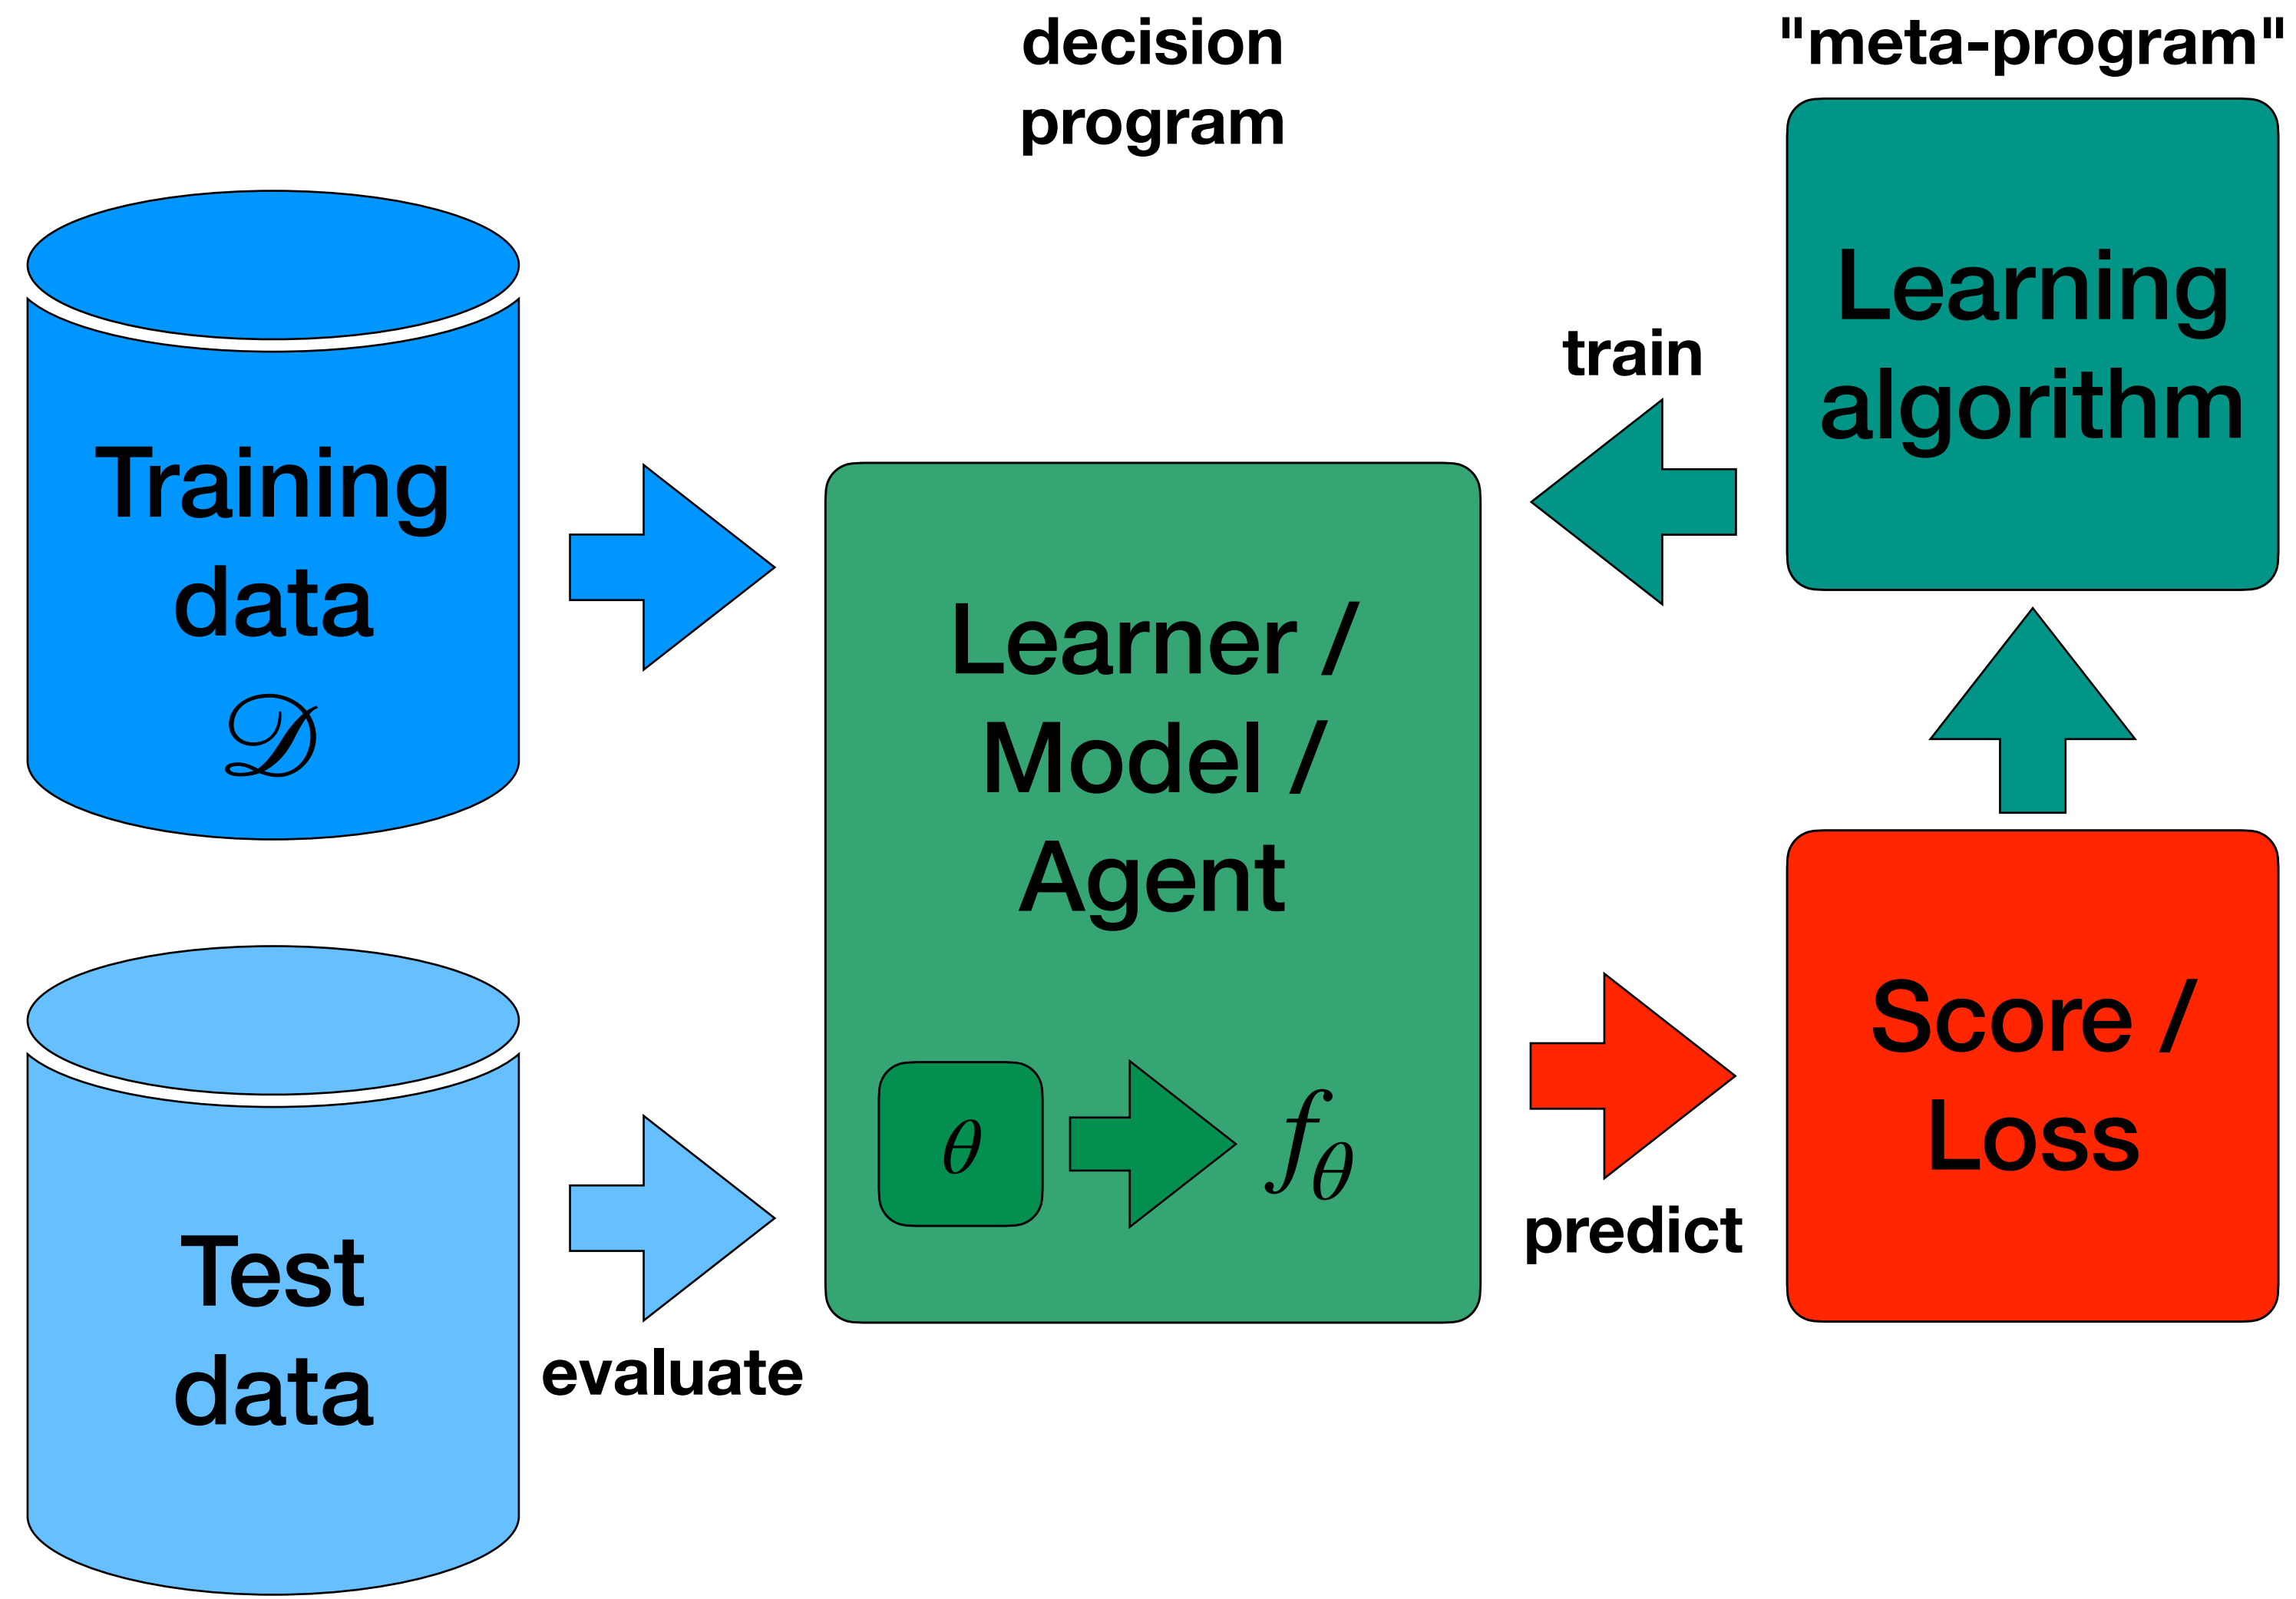 decision
program
"meta-program"
Training
data
𝒟
Test
data
evaluate
Learner /
Model /
Agent
θ
f_θ
train
predict
Learning
algorithm
Score /
Loss